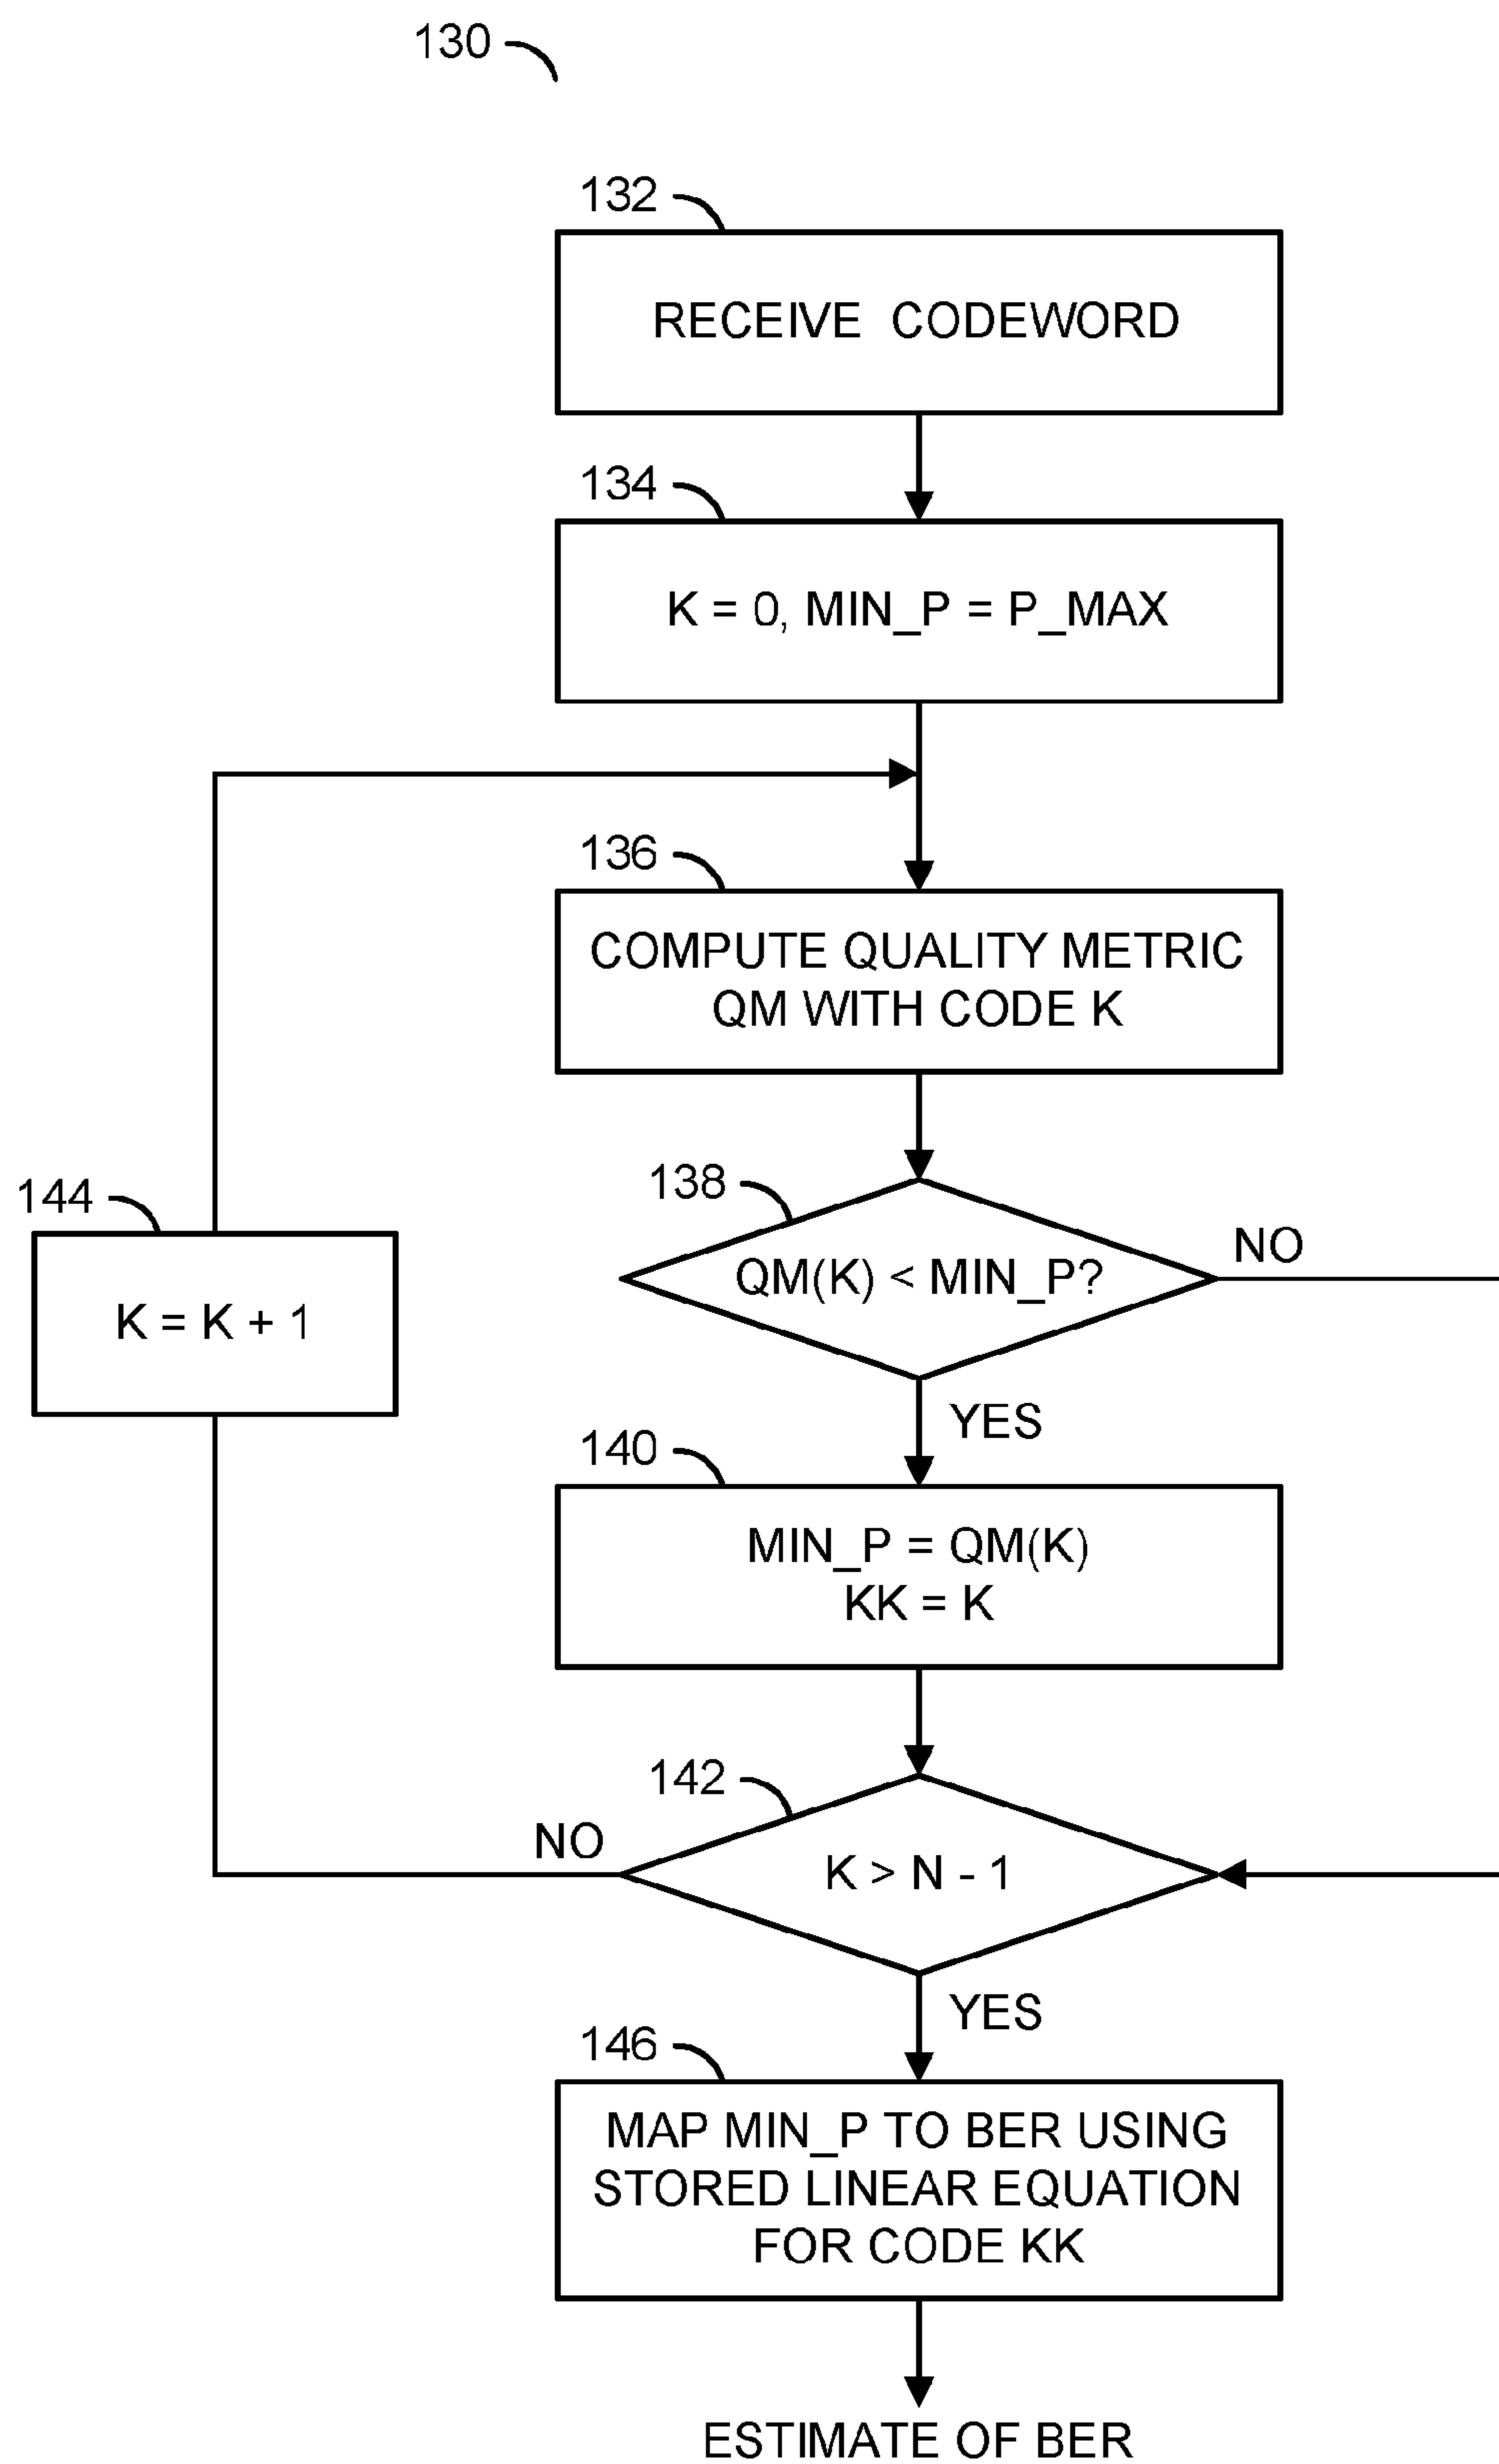 130
132
RECEIVE CODEWORD
134
K = 0, MIN_P = P_MAX
136
COMPUTE QUALITY METRIC
QM WITH CODE K
138
QM(K) < MIN_P?
NO
144
K = K + 1
YES
140
MIN_P = QM(K)
KK = K
142
NO
K > N - 1
YES
146
MAP MIN_P TO BER USING
STORED LINEAR EQUATION
FOR CODE KK
ESTIMATE OF BER